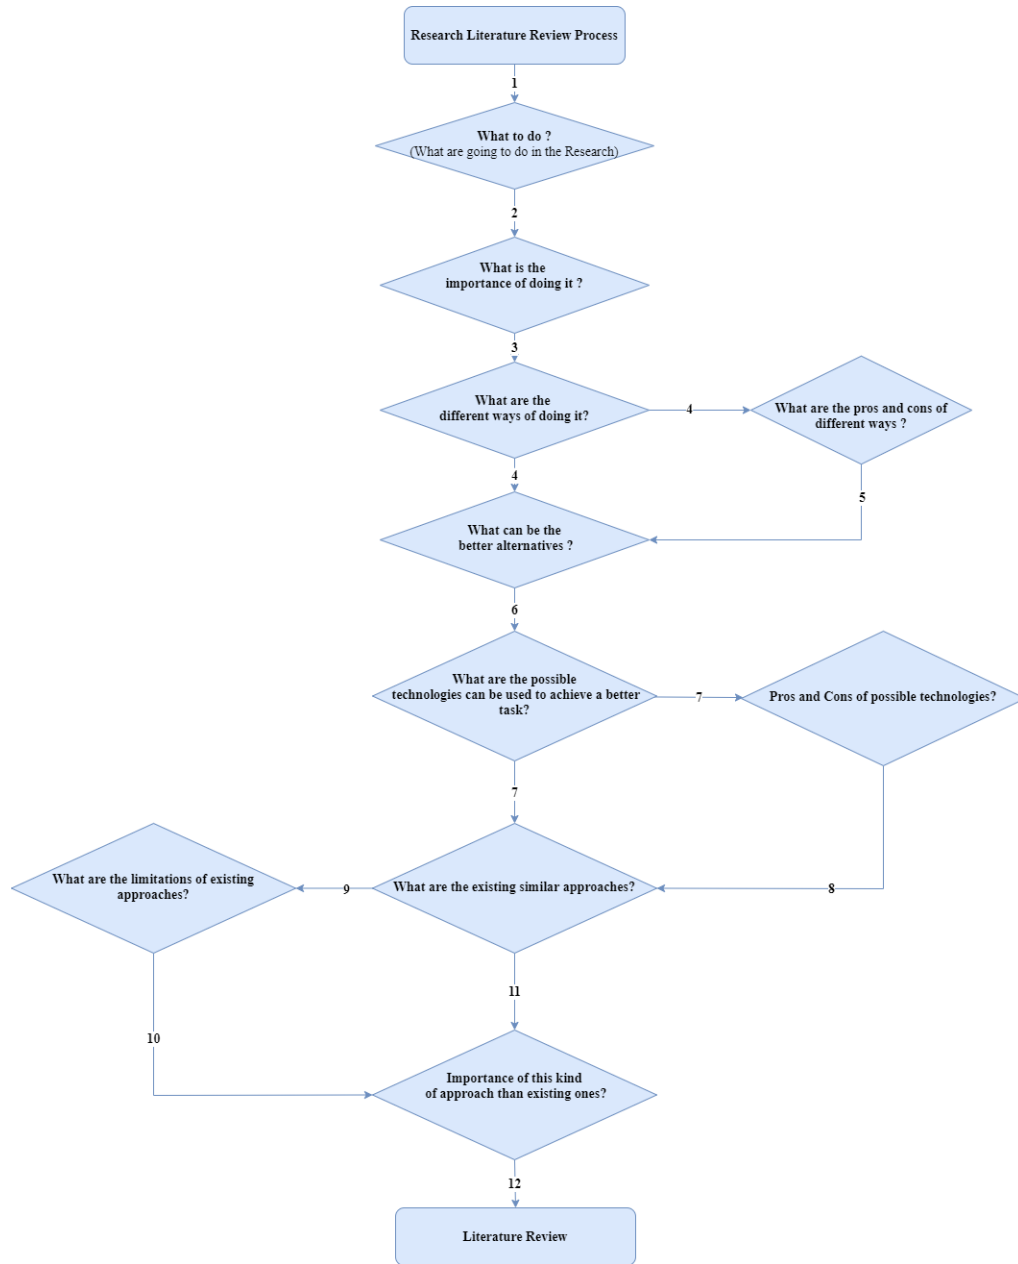 Research Literature Review Process
1
What to do ?
(What are going to do in the Research)
2
What is the
importance of doing it ?
3
What are the
different ways of doing it?
4
What are the pros and cons of
different ways ?
4
5
What can be the
better alternatives ?
6
What are the possible
technologies can be used to achieve a better
task?
7
Pros and Cons of possible technologies?
7
What are the limitations of existing
approaches?
9
What are the existing similar approaches?
8
11
10
Importance of this kind
of approach than existing ones?
12
Literature Review